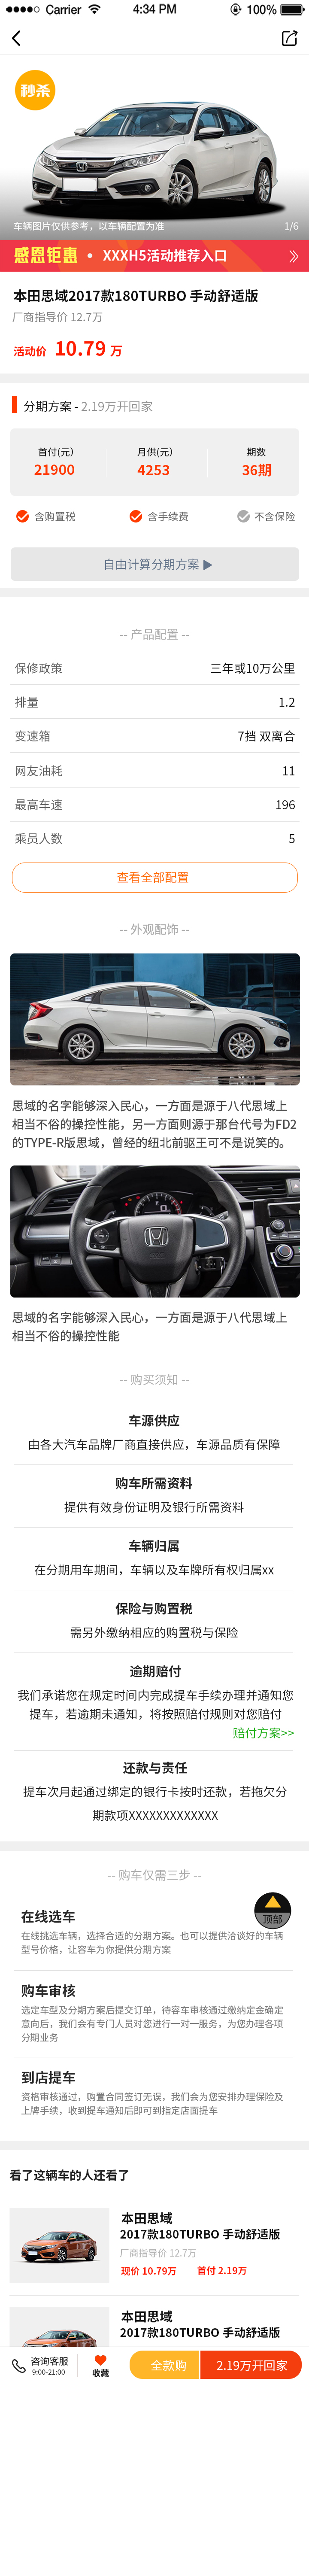 Carrier
4:34 PM
100%
秒杀
车辆图片仅供参考，以车辆配置为准
1/6
感恩钜惠 • XXXH5活动推荐入口
本田思域2017款180TURBO 手动舒适版
厂商指导价 12.7万
活动价 10.79 万
分期方案 - 2.19万开回家
首付(元) 月供(元) 期数
21900 4253 36期
含购置税 含手续费 不含保险
自由计算分期方案
-- 产品配置 --
保修政策 三年或10万公里
排量 1.2
变速箱 7挡 双离合
网友油耗 11
最高车速 196
乘员人数 5
查看全部配置
-- 外观配饰 --
思域的名字能够深入民心，一方面是源于八代思域上
相当不俗的操控性能，另一方面则源于那台代号为FD2
的TYPE-R版思域，曾经的纽北前驱王可不是说笑的。
思域的名字能够深入民心，一方面是源于八代思域上
相当不俗的操控性能
-- 购买须知 --
车源供应
由各大汽车品牌厂商直接供应，车源品质有保障
购车所需资料
提供有效身份证明及银行所需资料
车辆归属
在分期用车期间，车辆以及车牌所有权归属xx
保险与购置税
需另外缴纳相应的购置税与保险
逾期赔付
我们承诺您在规定时间内完成提车手续办理并通知您
提车，若逾期未通知，将按照赔付规则对您赔付
赔付方案>>
还款与责任
提车次月起通过绑定的银行卡按时还款，若拖欠分
期款项XXXXXXXXXXXXX
-- 购车仅需三步 --
在线选车
顶部
在线挑选车辆，选择合适的分期方案。也可以提供洽谈好的车辆
型号价格，让容车为你提供分期方案
购车审核
选定车型及分期方案后提交订单，待容车审核通过缴纳定金确定
意向后，我们会有专门人员对您进行一对一服务，为您办理各项
分期业务
到店提车
资格审核通过，购置合同签订无误，我们会为您安排办理保险及
上牌手续，收到提车通知后即可到指定店面提车
看了这辆车的人还看了
本田思域
2017款180TURBO 手动舒适版
厂商指导价 12.7万
现价 10.79万 首付 2.19万
本田思域
2017款180TURBO 手动舒适版
咨询客服
9:00-21:00
收藏
全款购
2.19万开回家